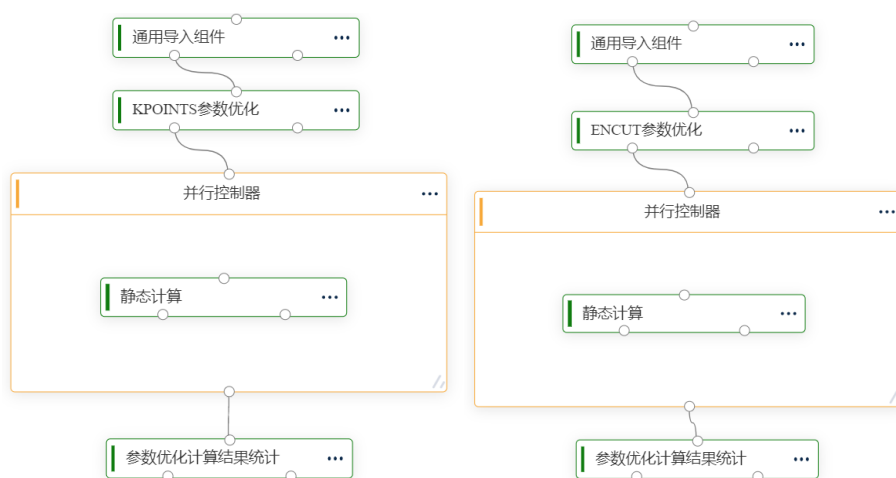 通用导入组件
KPOINTS参数优化
并行控制器
静态计算
参数优化计算结果统计
通用导入组件
ENCUT参数优化
并行控制器
静态计算
参数优化计算结果统计